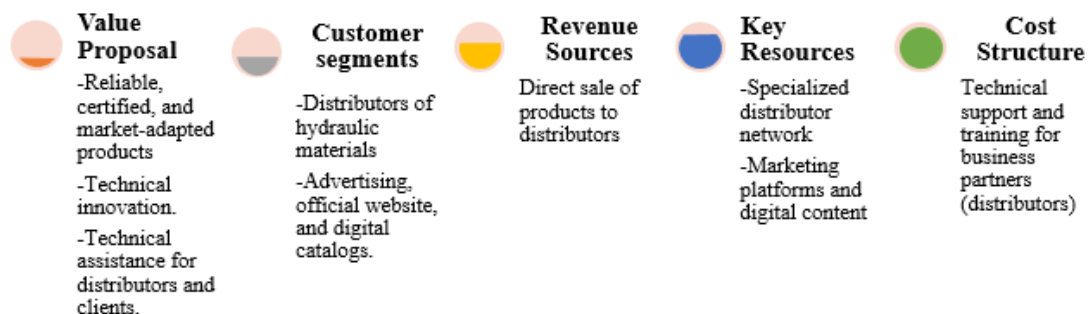 Value
Proposal
-Reliable,
certified, and
market-adapted
products
-Technical
innovation.
-Technical
assistance for
distributors and
clients.
Customer
segments
-Distributors of
hydraulic
materials
-Advertising,
official website,
and digital
catalogs.
Revenue
Sources
Direct sale of
products to
distributors
Key
Resources
-Specialized
distributor
network
-Marketing
platforms and
digital content
Cost
Structure
Technical
support and
training for
business
partners
(distributors)